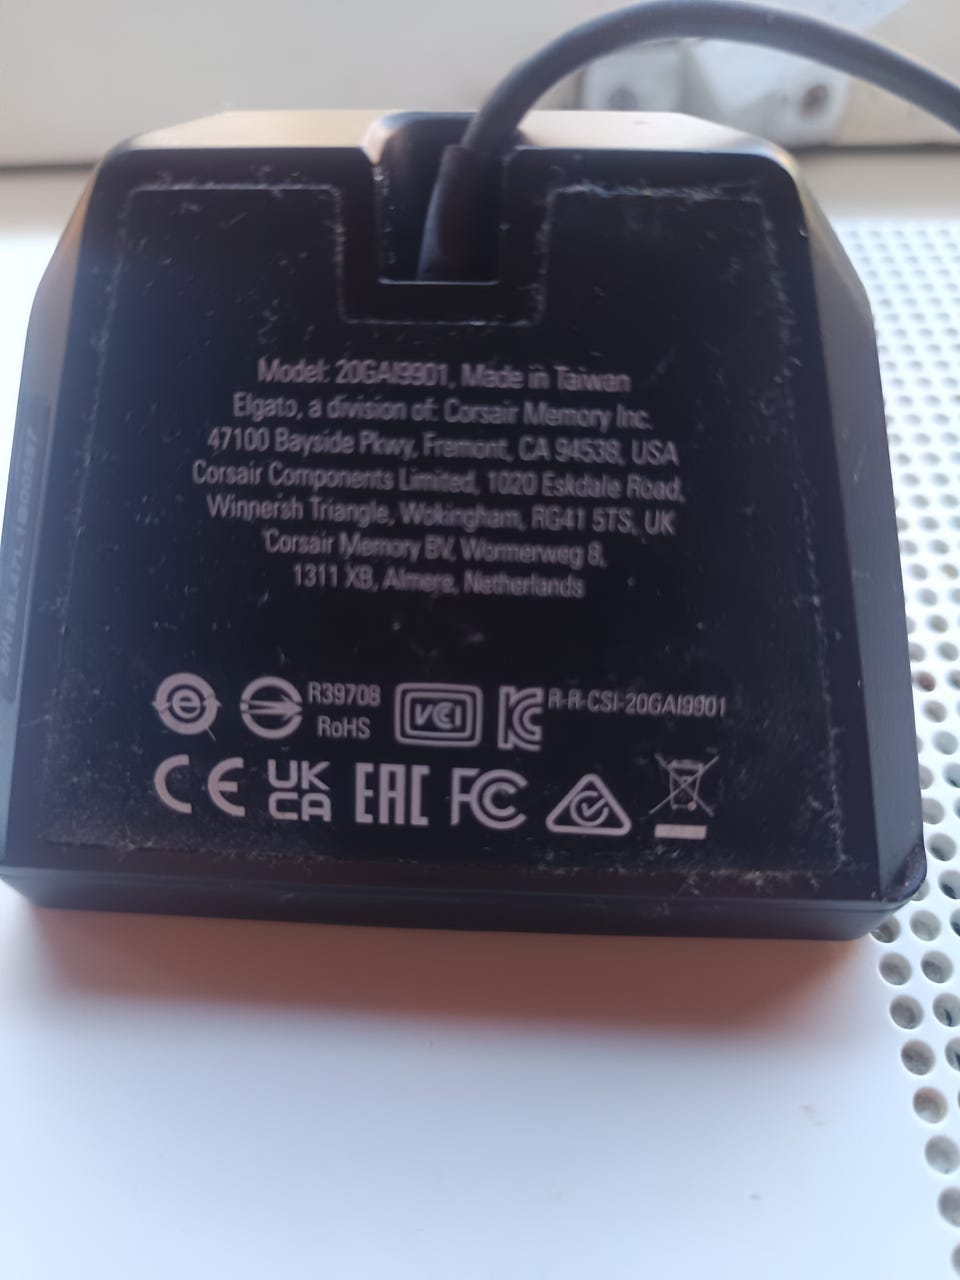 Model: 20GAI9901, Made in Taiwan
Elgato, a division of: Corsair Memory Inc.
47100 Bayside Pkwy, Fremont, CA 94538, USA
Corsair Components Limited, 1020 Eskdale Road,
Winnersh Triangle, Wokingham, RG41 5TS, UK
Corsair Memory BV, Wormerweg 8,
1311 XB, Almere, Netherlands
R39708
RoHS
VCI
R-R-CSI-20GAI9901
CE
UK
CA
EAC
FC
S/N: